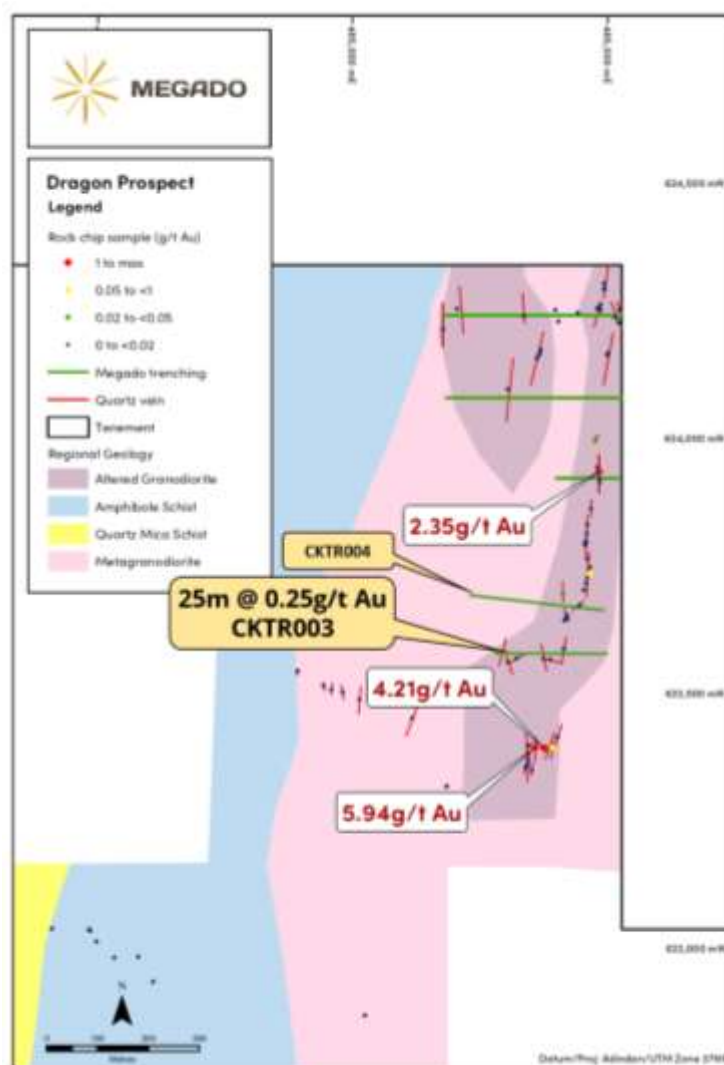 MEGADO
Dragon Prospect
Legend
Rock chip sample (g/t Au)
1 to max
0.05 to <1
0.02 to <0.05
0 to <0.02
Megado trenching
Quartz vein
Tenement
Regional Geology
Altered Granodiorite
Amphibole Schist
Quartz Mica Schist
Metagranodiorite
2.35g/t Au
CKTR004
25m @ 0.25g/t Au
CKTR003
4.21g/t Au
5.94g/t Au
N
Metres